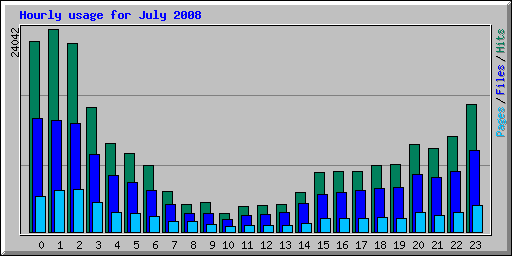 Hourly usage for July 2008
24042
Pages / Files / Hits
0 1 2 3 4 5 6 7 8 9 10 11 12 13 14 15 16 17 18 19 20 21 22 23